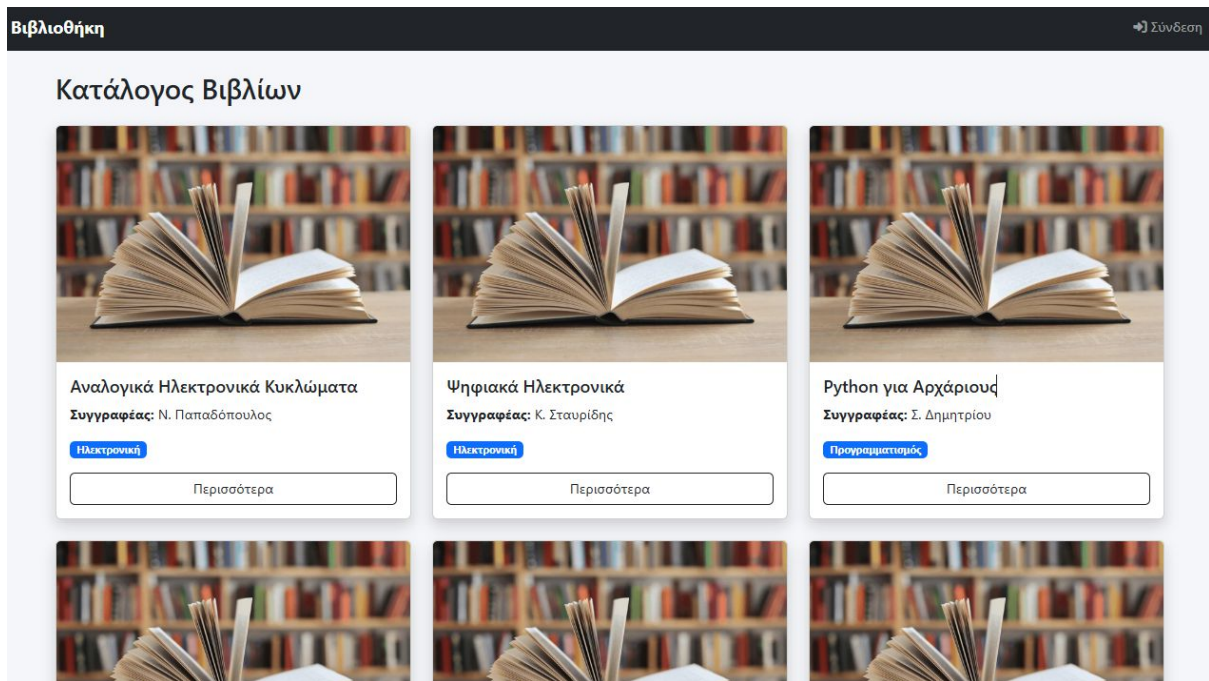 Βιβλιοθήκη
Σύνδεση
Κατάλογος Βιβλίων
Αναλογικά Ηλεκτρονικά Κυκλώματα
Συγγραφέας: Ν. Παπαδόπουλος
Ηλεκτρονική
Περισσότερα
Ψηφιακά Ηλεκτρονικά
Συγγραφέας: Κ. Σταυρίδης
Ηλεκτρονική
Περισσότερα
Python για Αρχάριους
Συγγραφέας: Σ. Δημητρίου
Προγραμματισμός
Περισσότερα